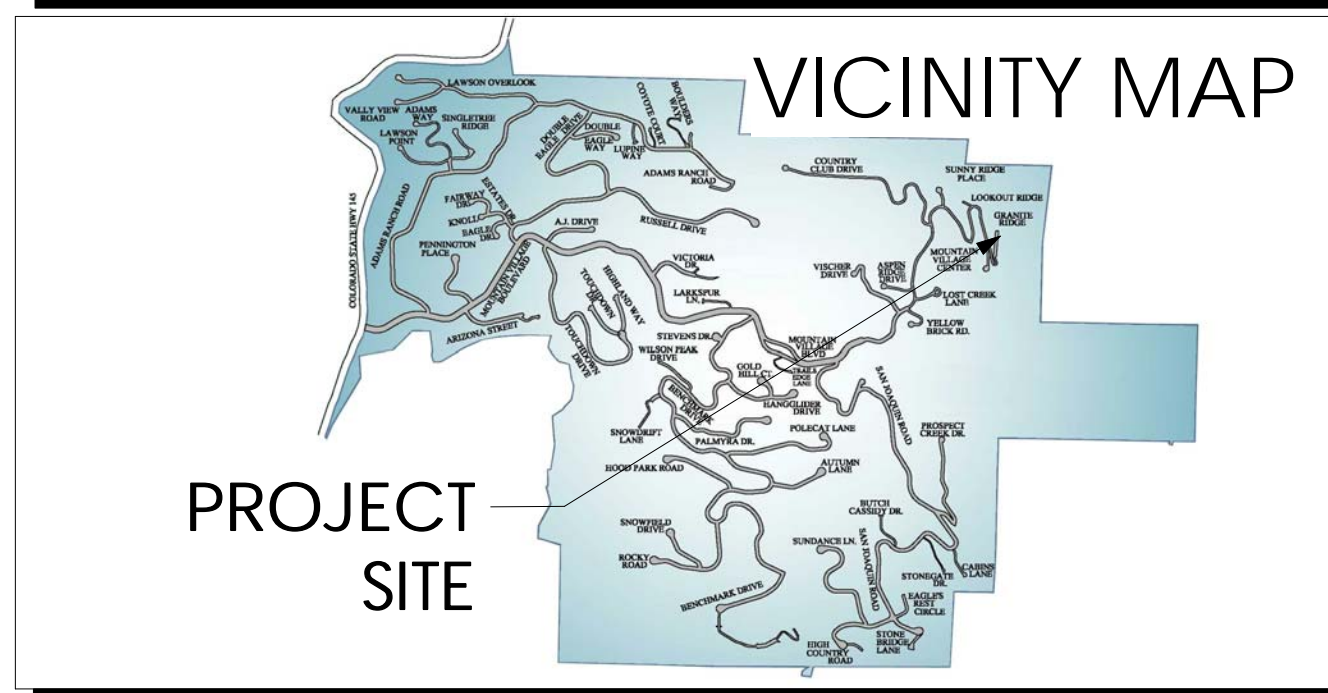 VICINITY MAP
LAWSON OVERLOOK
VALLY VIEW
ROAD
ADAMS
WAY
SINGLETREE
RIDGE
LAWSON
POINT
DOUBLE
EAGLE DRIVE
DOUBLE
EAGLE
WAY
LUPINE
WAY
COYOTE COURT
BOULDERS
WAY
ADAMS RANCH
ROAD
COUNTRY
CLUB DRIVE
SUNNY RIDGE
PLACE
LOOKOUT RIDGE
GRANITE
RIDGE
MOUNTAIN
VILLAGE
CENTER
COLORADO STATE HWY 145
ADAMS RANCH ROAD
FAIRWAY
DR.
ESTATES DR.
KNOLL
EAGLE
DR.
A.J. DRIVE
RUSSELL DRIVE
PENNINGTON
PLACE
MOUNTAIN VILLAGE
BOULEVARD
ARIZONA STREET
VICTORIA
DR.
LARKSPUR
LN.
VISCHER
DRIVE
ASPEN
RIDGE
DRIVE
LOST CREEK
LANE
YELLOW
BRICK RD.
TOUCHDOWN
DR.
HIGHLAND WAY
TOUCHDOWN
DRIVE
STEVENS DR.
WILSON PEAK
DRIVE
MOUNTAIN
VILLAGE
BLVD
GOLD
HILL CT.
TRAILS
EDGE
LANE
HANGGLIDER
DRIVE
BENCHMARK
DRIVE
SNOWDRIFT
LANE
PALMYRA DR.
POLECAT LANE
SAN JOAQUIN ROAD
PROSPECT
CREEK DR.
HOOD PARK ROAD
AUTUMN
LANE
PROJECT
SITE
SNOWFIELD
DRIVE
ROCKY
ROAD
BENCHMARK DRIVE
BUTCH
CASSIDY DR.
SUNDANCE LN.
SAN JOAQUIN ROAD
STONEGATE
DR.
CABINS
LANE
EAGLE'S
REST
CIRCLE
HIGH
COUNTRY
ROAD
STONE
BRIDGE
LANE